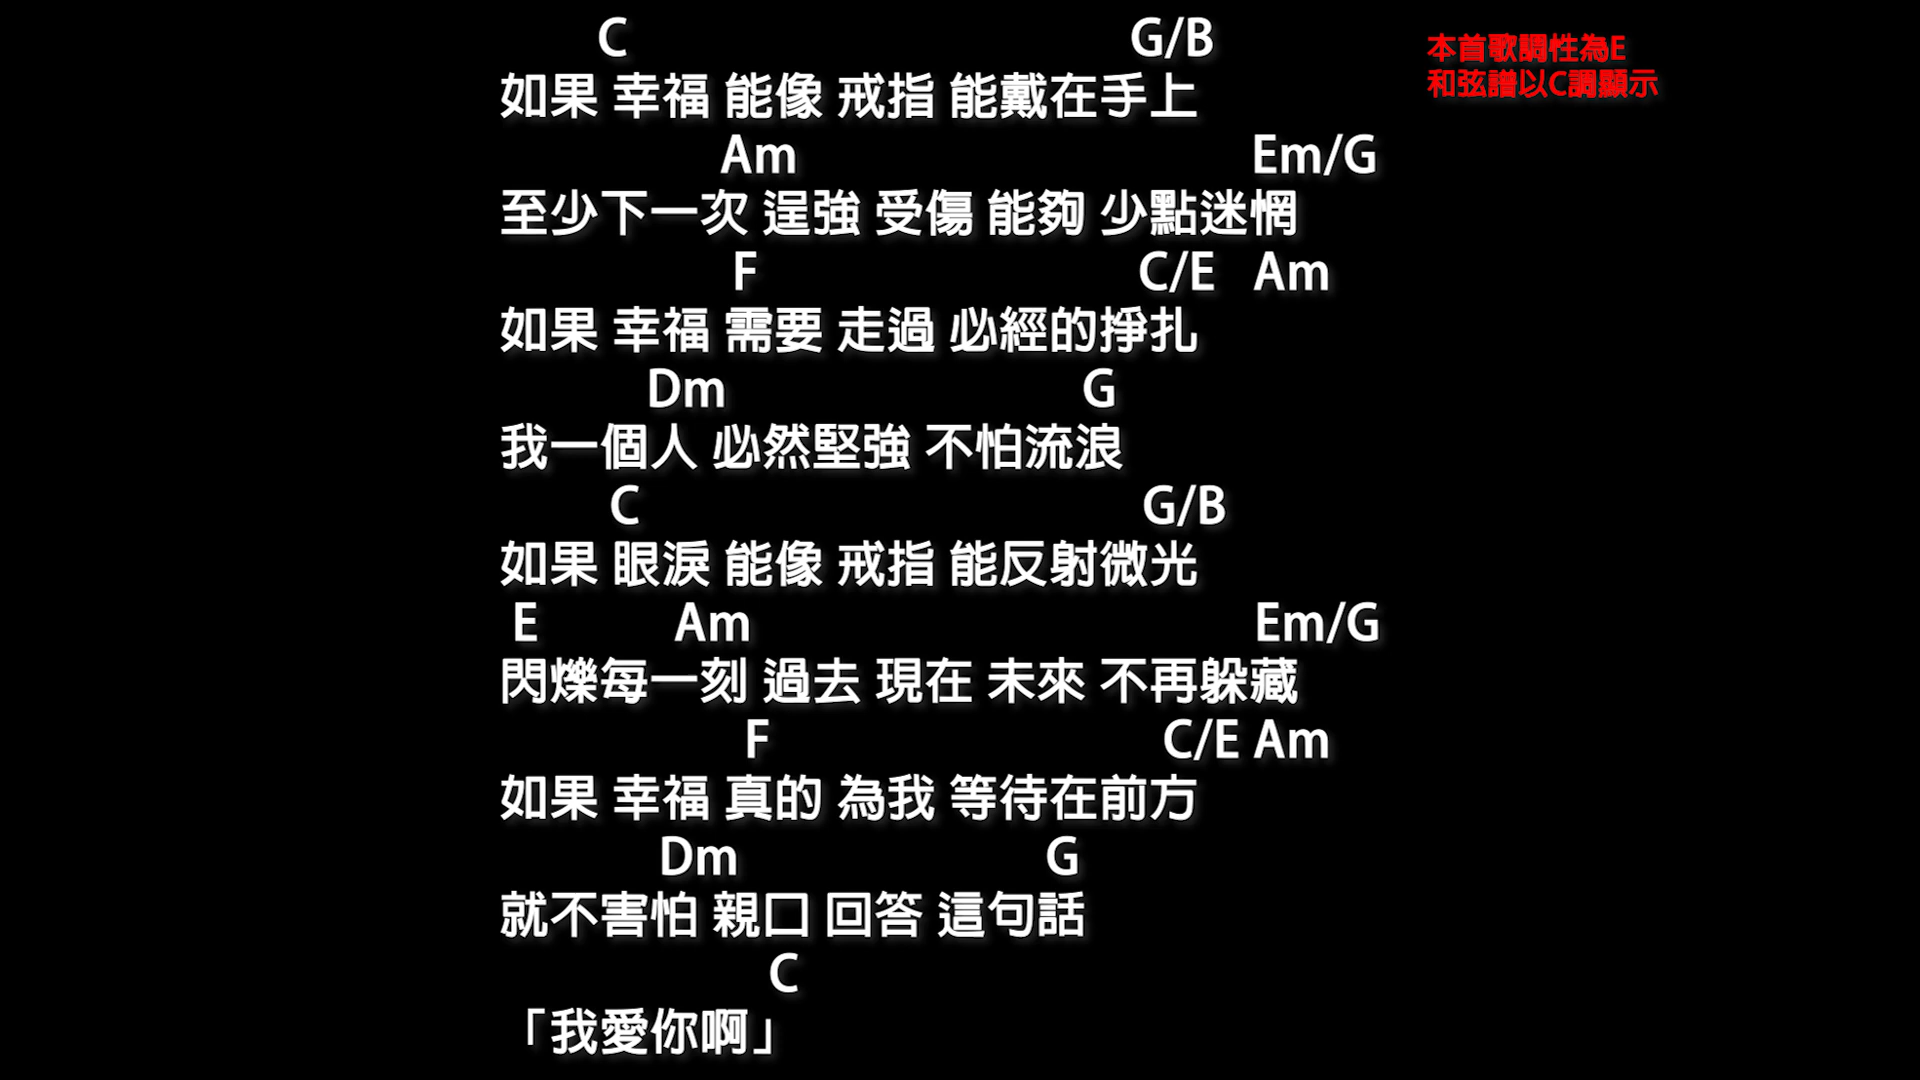 C G/B
本首歌調性為E
和弦譜以C調顯示
如果 幸福 能像 戒指 能戴在手上
Am Em/G
至少下一次 逞強 受傷 能夠 少點迷惘
F C/E Am
如果 幸福 需要 走過 必經的掙扎
Dm G
我一個人 必然堅強 不怕流浪
C G/B
如果 眼淚 能像 戒指 能反射微光
E Am Em/G
閃爍每一刻 過去 現在 未來 不再躲藏
F C/E Am
如果 幸福 真的 為我 等待在前方
Dm G
就不害怕 親口 回答 這句話
C
「我愛你啊」